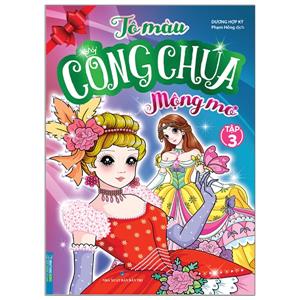 Tô màu
DƯƠNG HỢP KỲ
Phạm Hồng dịch
CÔNG CHÚA
Mộng mơ
TẬP
3